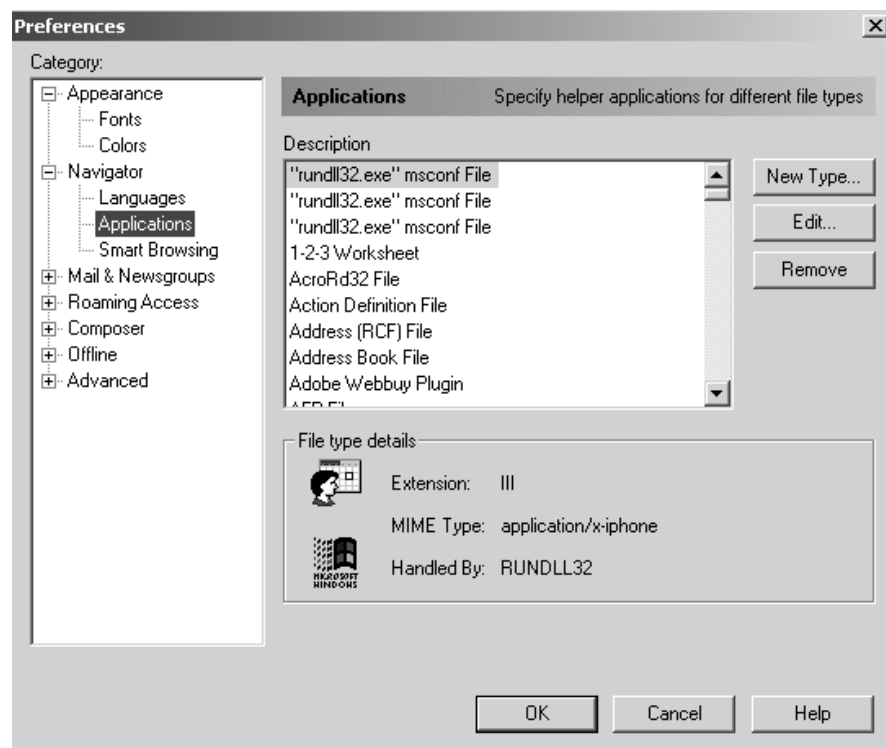 Preferences
Category:
Appearance
Fonts
Colors
Navigator
Languages
Applications
Smart Browsing
Mail & Newsgroups
Roaming Access
Composer
Offline
Advanced
Applications Specify helper applications for different file types
Description
"rundll32.exe" msconf File
"rundll32.exe" msconf File
"rundll32.exe" msconf File
1-2-3 Worksheet
AcroRd32 File
Action Definition File
Address (RCF) File
Address Book File
Adobe Webbuy Plugin
New Type...
Edit...
Remove
File type details
Extension: III
MIME Type: application/x-iphone
MICROSOFT
WINDOWS
Handled By: RUNDLL32
OK Cancel Help